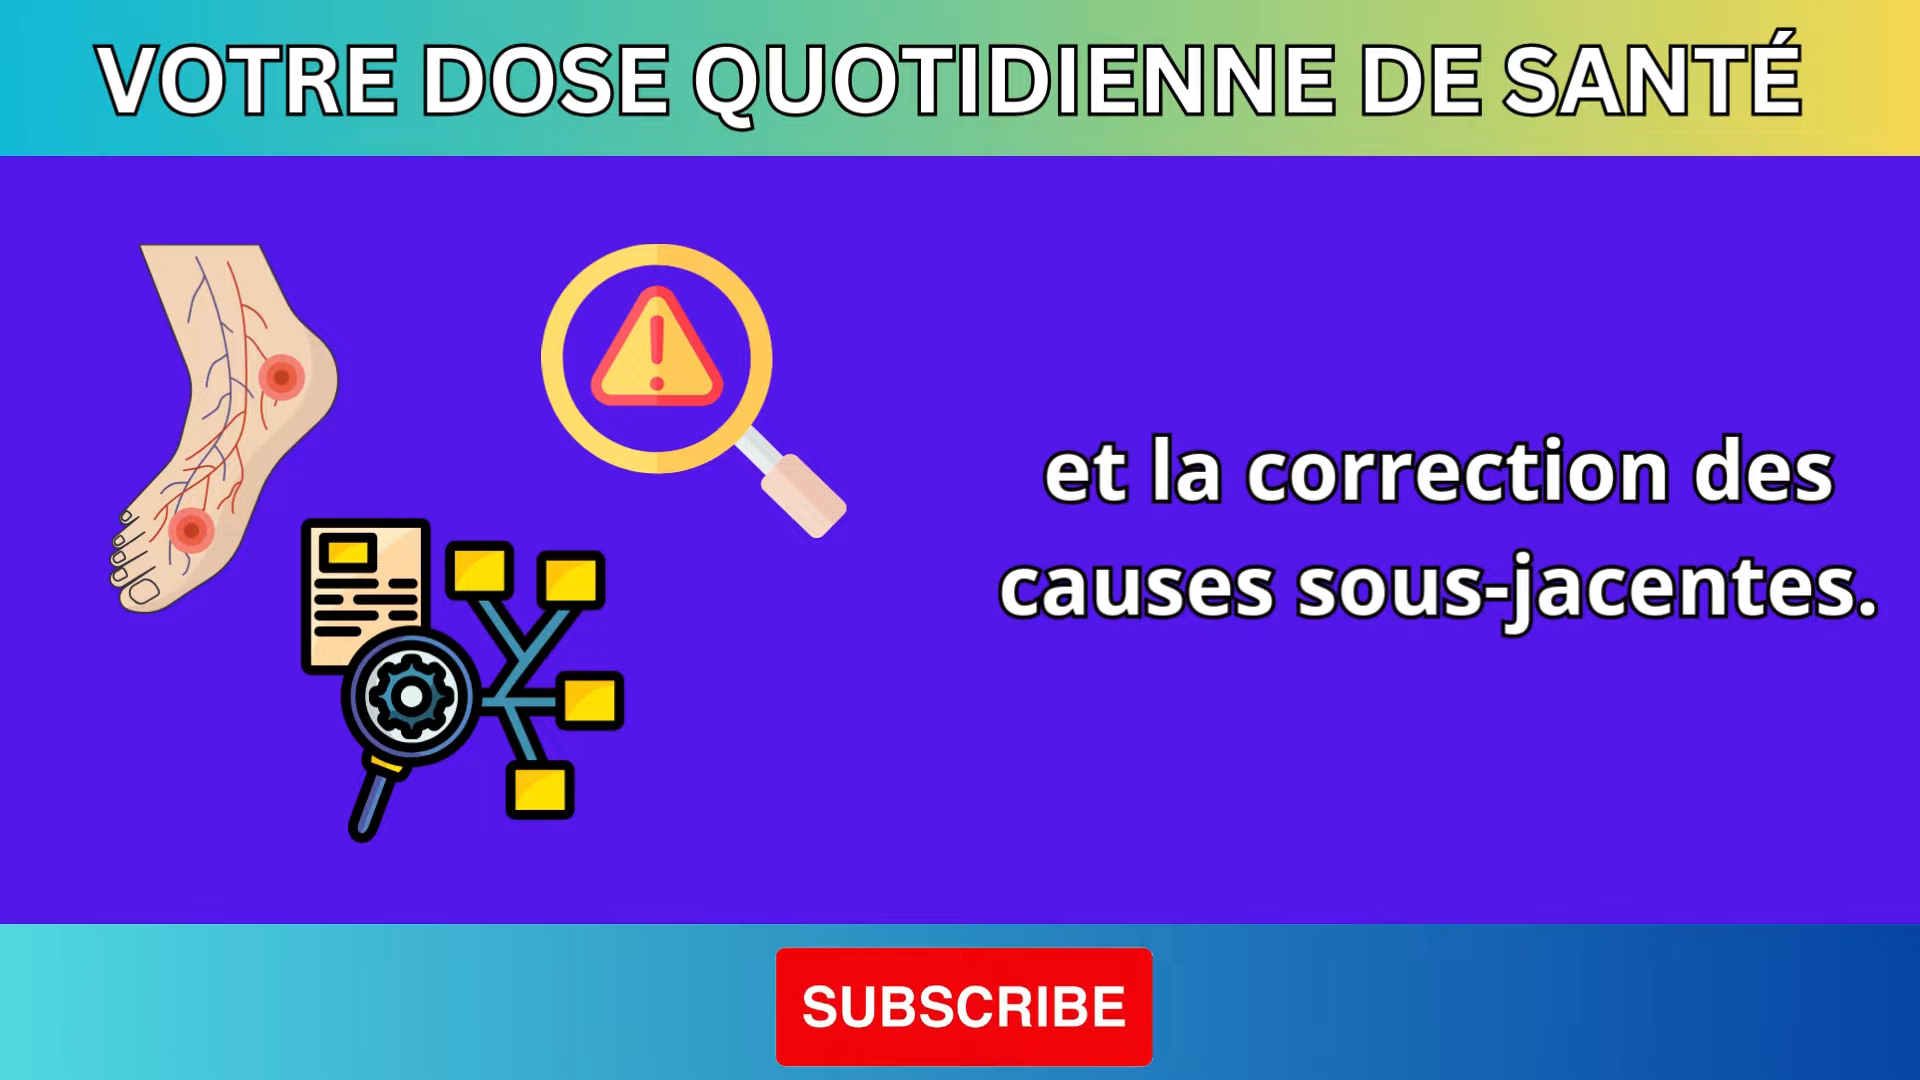 VOTRE DOSE QUOTIDIENNE DE SANTÉ
et la correction des
causes sous-jacentes.
SUBSCRIBE